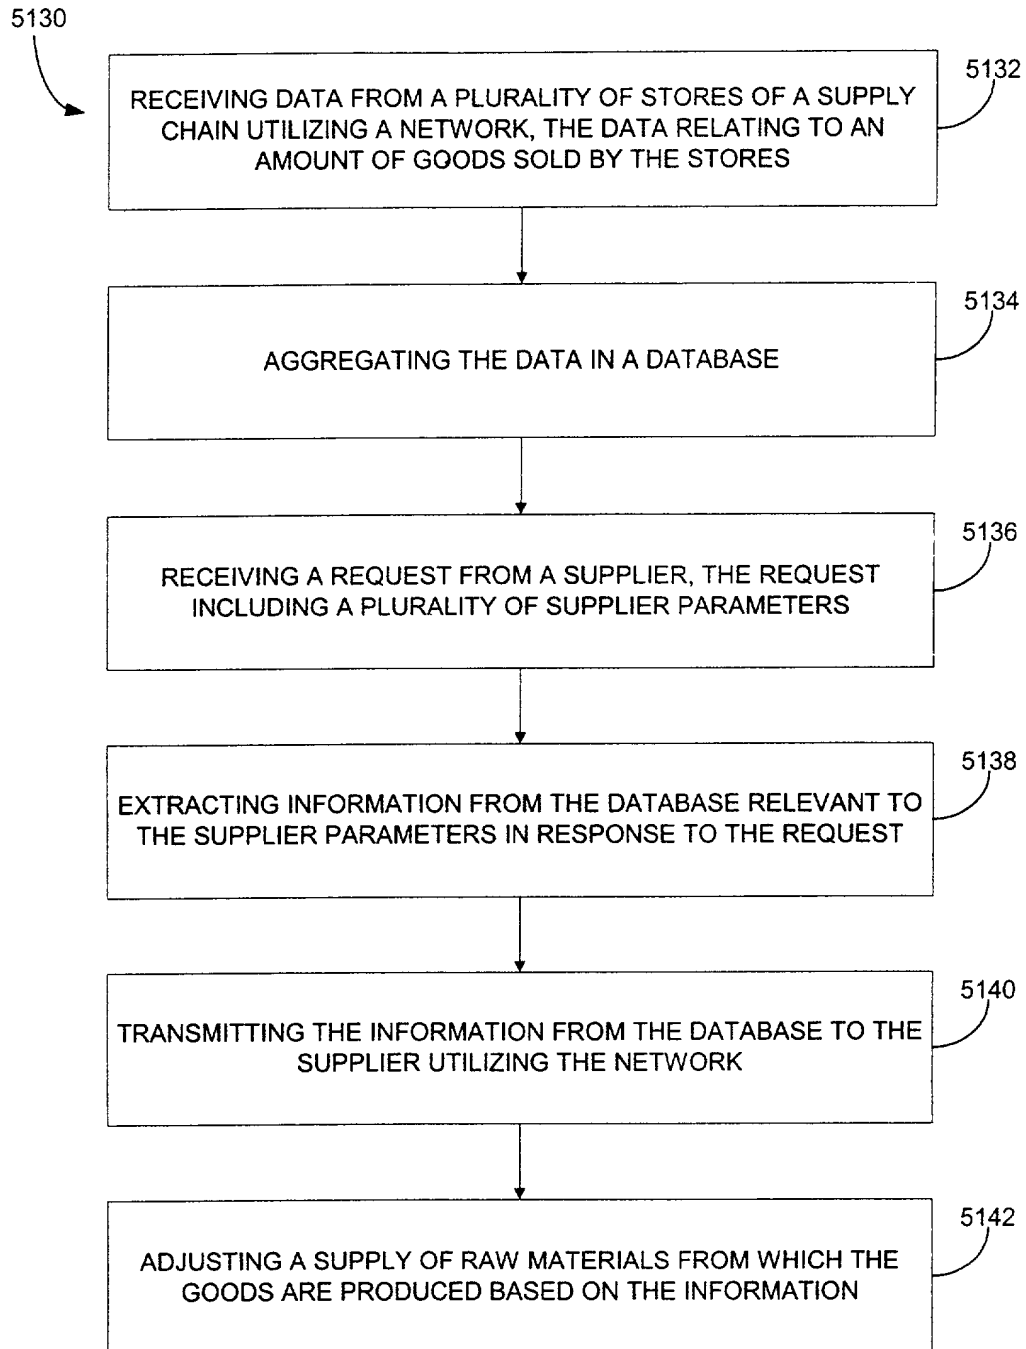 5130
5132
RECEIVING DATA FROM A PLURALITY OF STORES OF A SUPPLY
CHAIN UTILIZING A NETWORK, THE DATA RELATING TO AN
AMOUNT OF GOODS SOLD BY THE STORES
5134
AGGREGATING THE DATA IN A DATABASE
5136
RECEIVING A REQUEST FROM A SUPPLIER, THE REQUEST
INCLUDING A PLURALITY OF SUPPLIER PARAMETERS
5138
EXTRACTING INFORMATION FROM THE DATABASE RELEVANT TO
THE SUPPLIER PARAMETERS IN RESPONSE TO THE REQUEST
5140
TRANSMITTING THE INFORMATION FROM THE DATABASE TO THE
SUPPLIER UTILIZING THE NETWORK
5142
ADJUSTING A SUPPLY OF RAW MATERIALS FROM WHICH THE
GOODS ARE PRODUCED BASED ON THE INFORMATION